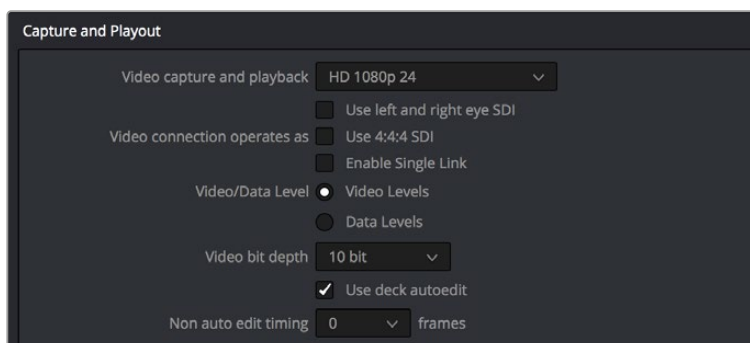 Capture and Playout
Video capture and playback HD 1080p 24
Use left and right eye SDI
Video connection operates as Use 4:4:4 SDI
Enable Single Link
Video/Data Level Video Levels
Data Levels
Video bit depth 10 bit
Use deck autoedit
Non auto edit timing 0 frames